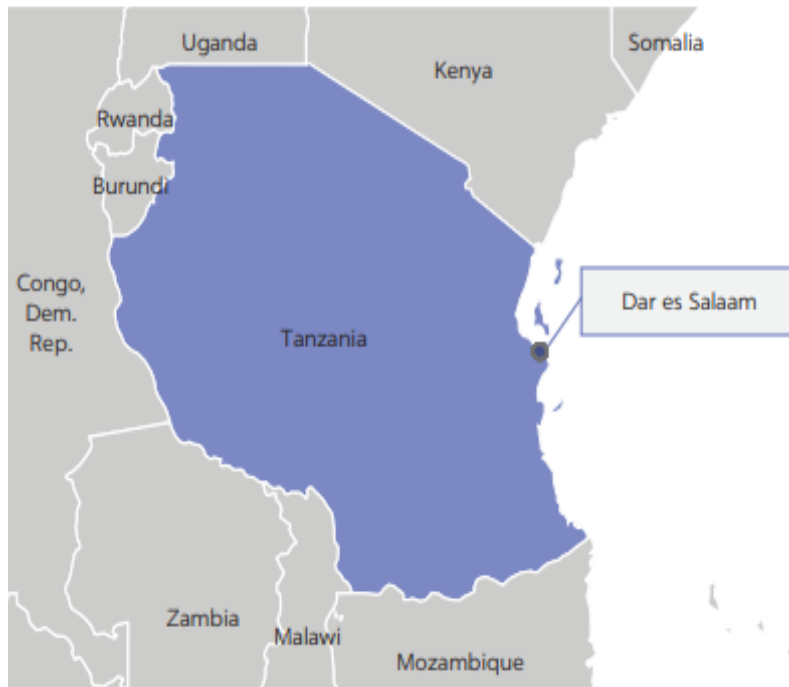 Uganda
Somalia
Kenya
Rwanda
Burundi
Congo,
Dem.
Rep.
Dar es Salaam
Tanzania
Zambia
Malawi
Mozambique